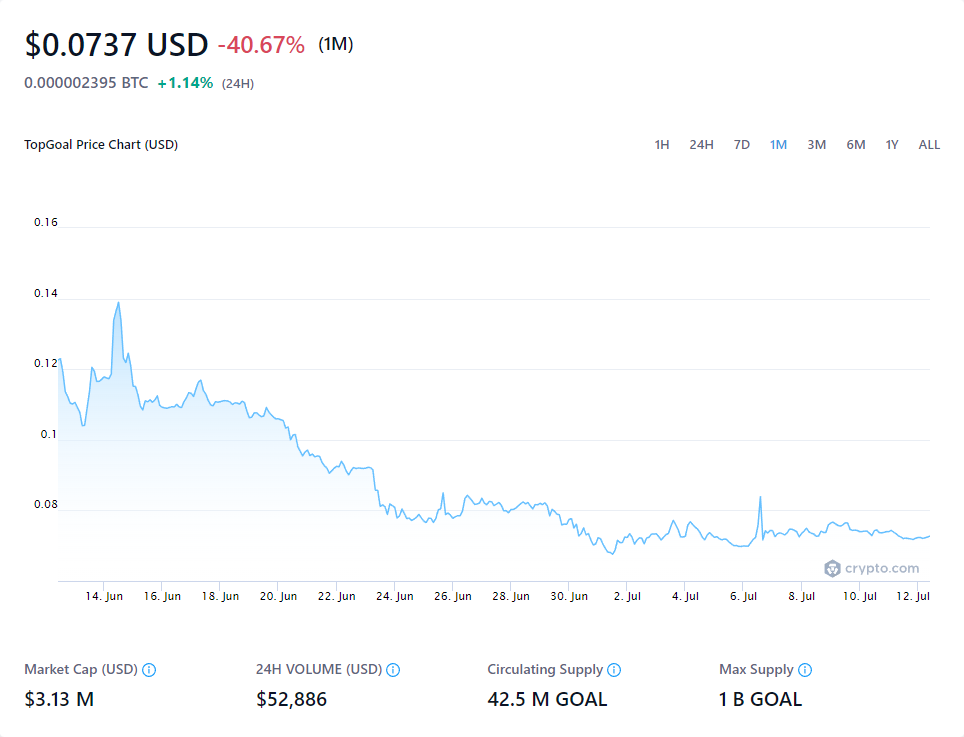 $0.0737 USD -40.67% (1M)
0.000002395 BTC +1.14% (24H)
TopGoal Price Chart (USD) 1H 24H 7D 1M 3M 6M 1Y ALL
0.16
0.14
0.12
0.1
0.08
crypto.com
14. Jun 16. Jun 18. Jun 20. Jun 22. Jun 24. Jun 26. Jun 28. Jun 30. Jun 2. Jul 4. Jul 6. Jul 8. Jul 10. Jul 12. Jul
Market Cap (USD) 24H VOLUME (USD) Circulating Supply Max Supply
$3.13 M $52,886 42.5 M GOAL 1 B GOAL